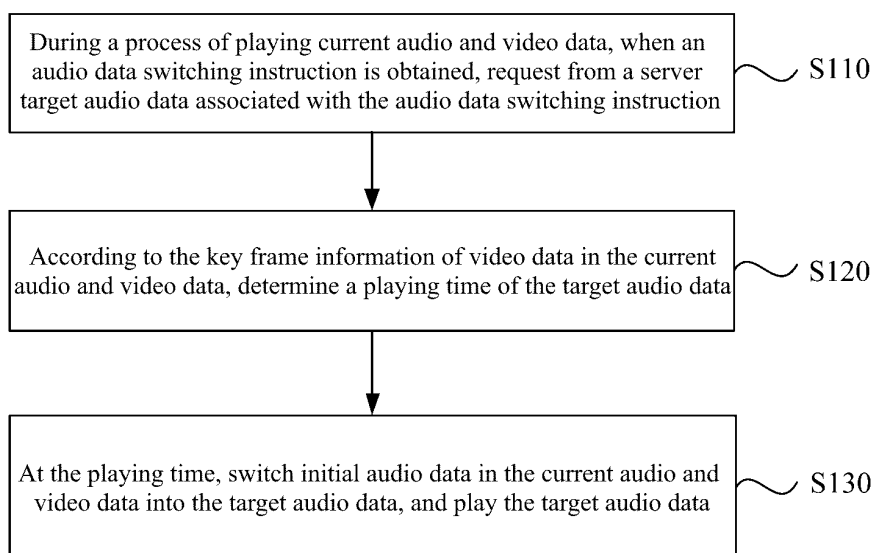 During a process of playing current audio and video data, when an
audio data switching instruction is obtained, request from a server
target audio data associated with the audio data switching instruction
S110
According to the key frame information of video data in the current
audio and video data, determine a playing time of the target audio data
S120
At the playing time, switch initial audio data in the current audio and
video data into the target audio data, and play the target audio data
S130